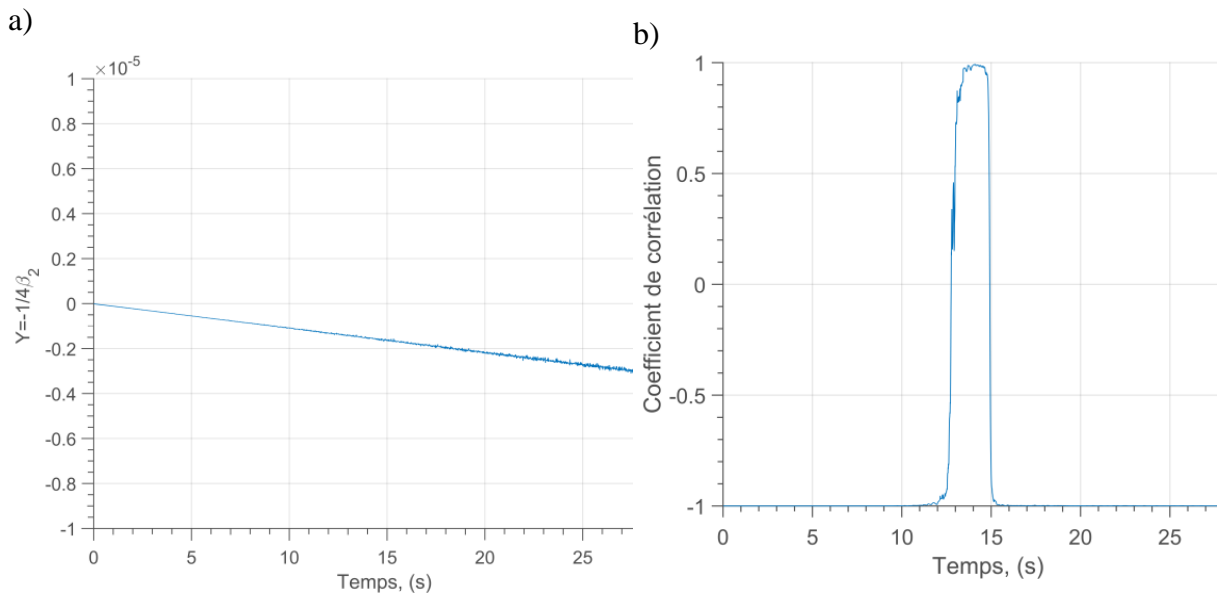 a)
×10^-5
1
0.8
0.6
0.4
0.2
0
-0.2
-0.4
-0.6
-0.8
-1
Y=-1/4β_2
0 5 10 15 20 25
Temps, (s)
b)
1
0.5
0
-0.5
-1
Coefficient de corrélation
0 5 10 15 20 25
Temps, (s)